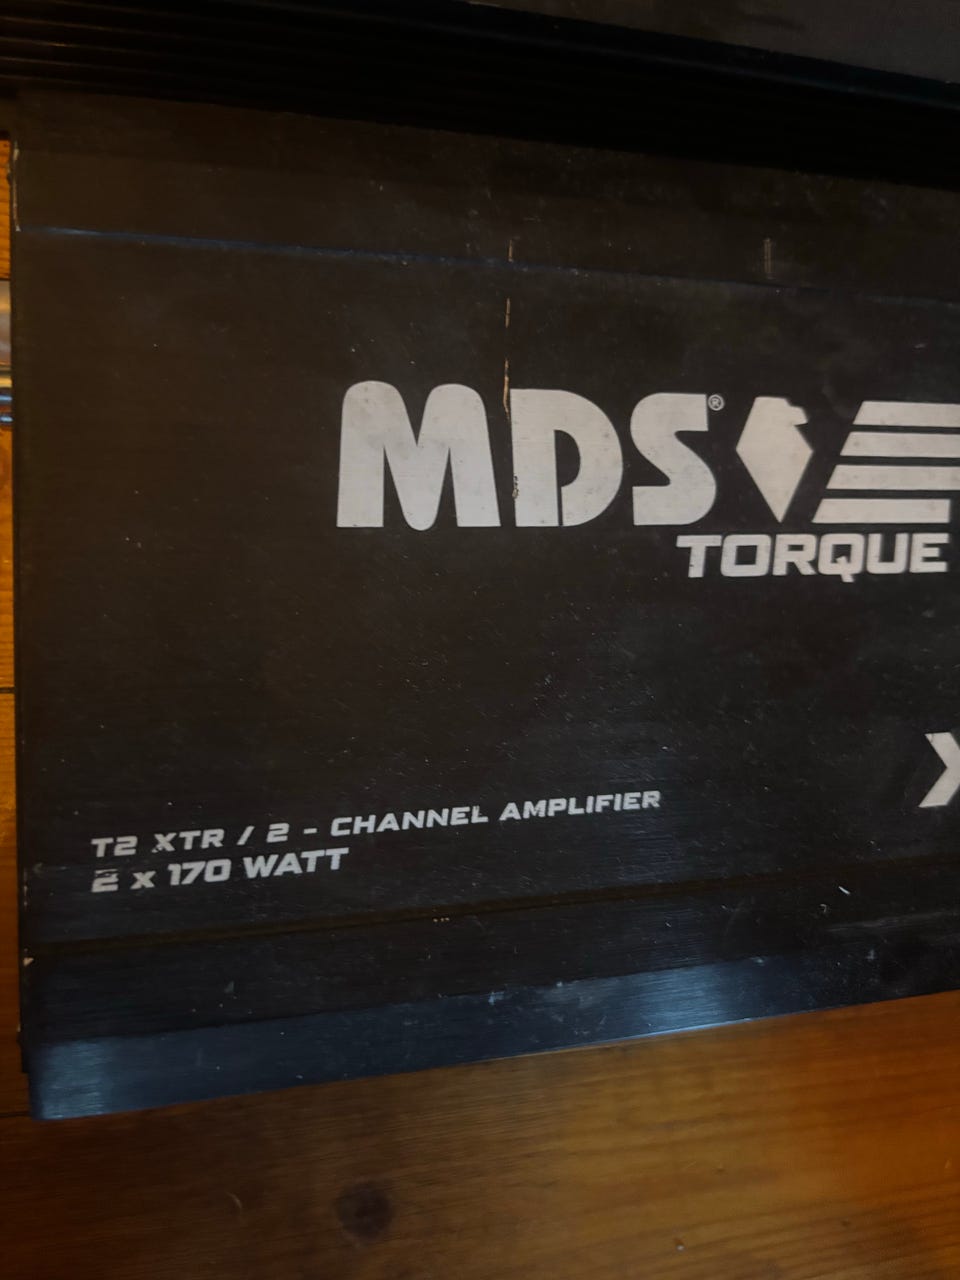 MDS®
TORQUE
T2 XTR / 2 - CHANNEL AMPLIFIER
2 x 170 WATT